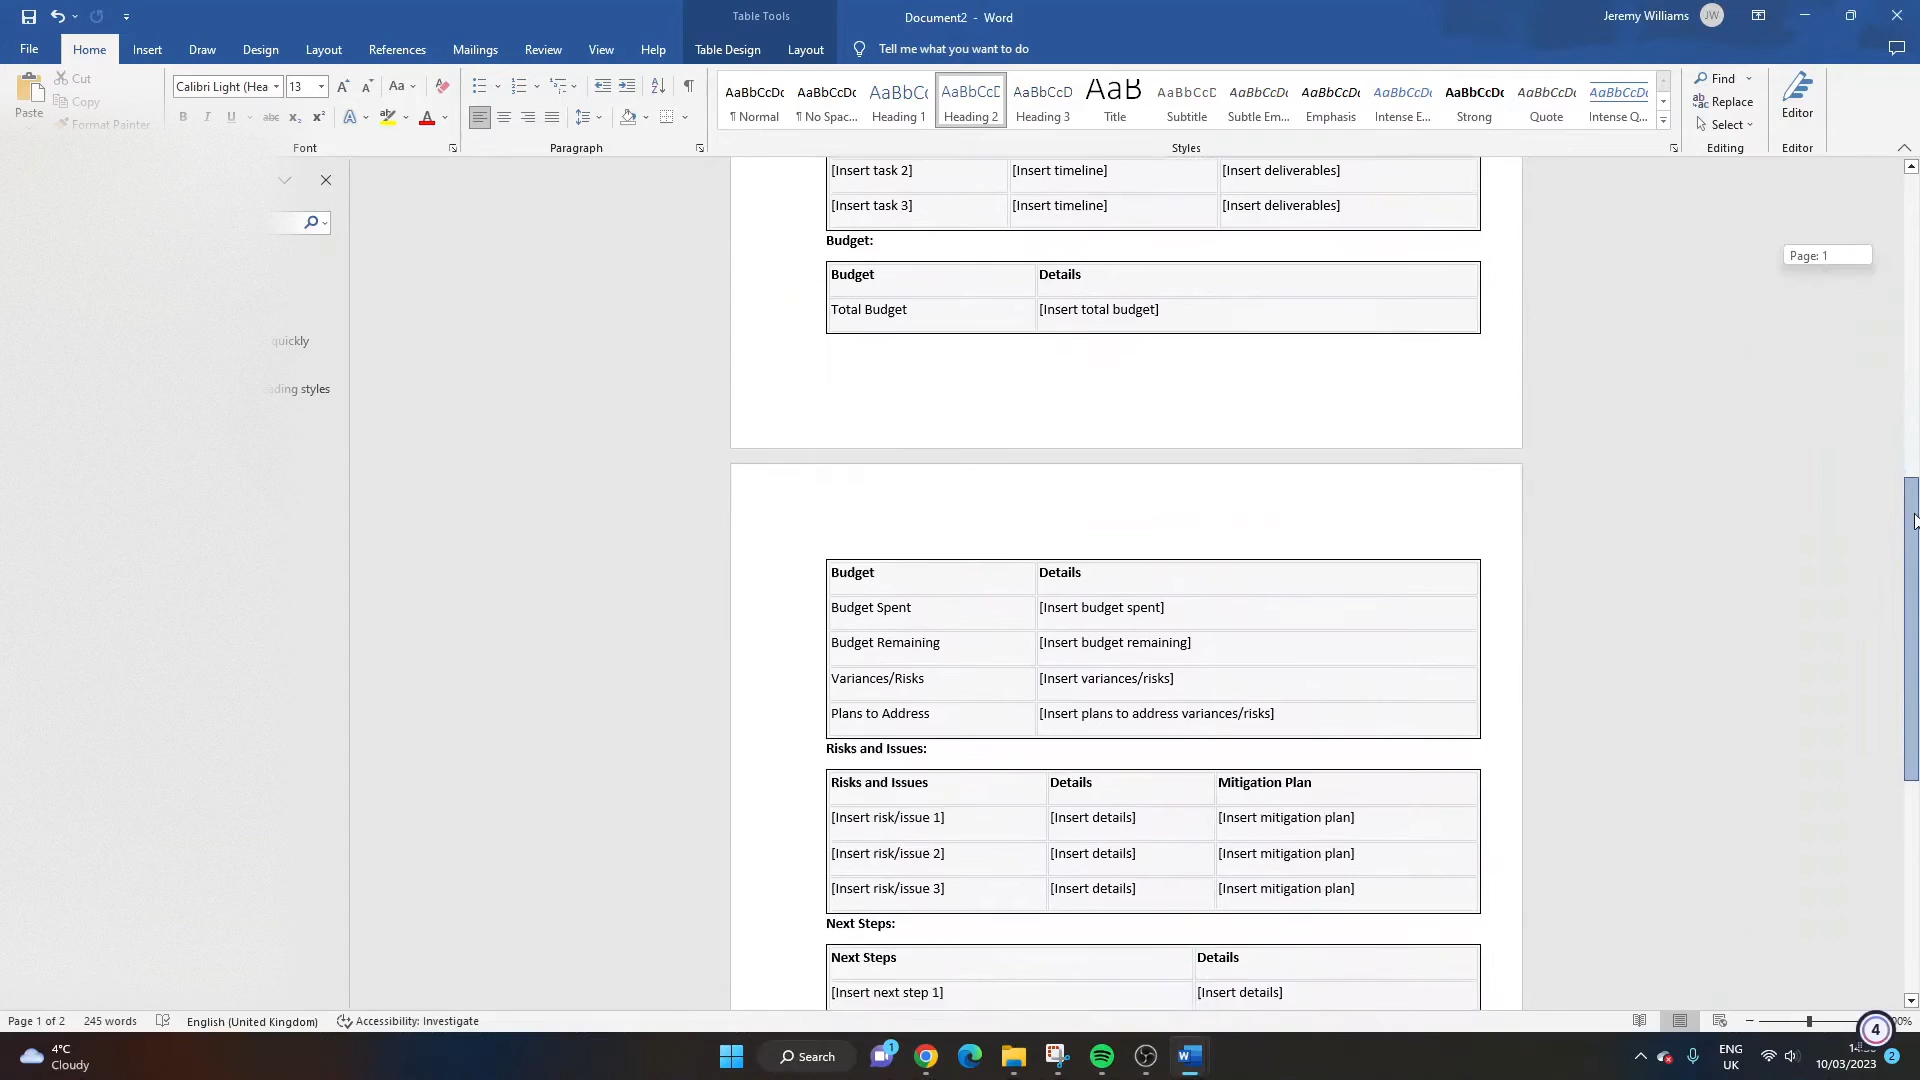 Table Tools
Document2 - Word
Jeremy Williams JW
File Home Insert Draw Design Layout References Mailings Review View Help Table Design Layout Tell me what you want to do
Paste
Cut
Copy
Format Painter
Calibri Light (Hea 13
Font
Paragraph
AaBbCcDc AaBbCcDc AaBbCc AaBbCcD AaBbCcD AaB AaBbCcD AaBbCcDc AaBbCcDc AaBbCcDc AaBbCcDc AaBbCcDc AaBbCcDc
¶ Normal ¶ No Spac... Heading 1 Heading 2 Heading 3 Title Subtitle Subtle Em... Emphasis Intense E... Strong Quote Intense Q...
Styles
Find
Replace
Select
Editing
Editor
Editor
quickly
ading styles
[Insert task 2] [Insert timeline] [Insert deliverables]
[Insert task 3] [Insert timeline] [Insert deliverables]
Budget:
Budget Details
Total Budget [Insert total budget]
Page: 1
Budget Details
Budget Spent [Insert budget spent]
Budget Remaining [Insert budget remaining]
Variances/Risks [Insert variances/risks]
Plans to Address [Insert plans to address variances/risks]
Risks and Issues:
Risks and Issues Details Mitigation Plan
[Insert risk/issue 1] [Insert details] [Insert mitigation plan]
[Insert risk/issue 2] [Insert details] [Insert mitigation plan]
[Insert risk/issue 3] [Insert details] [Insert mitigation plan]
Next Steps:
Next Steps Details
[Insert next step 1] [Insert details]
Page 1 of 2 245 words English (United Kingdom) Accessibility: Investigate
4
4°C
Cloudy
Search
1
ENG
UK
10/03/2023
2